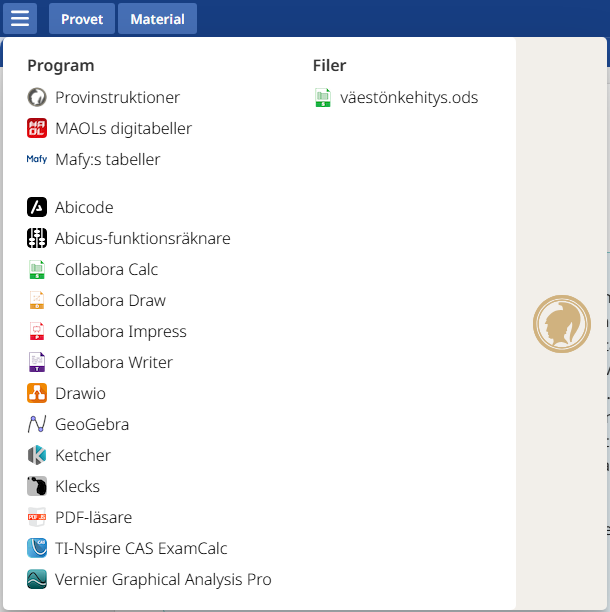 Provet
Material
Program
Provinstruktioner
MAOLs digitabeller
Mafy Mafy:s tabeller
Abicode
Abicus-funktionsräknare
Collabora Calc
Collabora Draw
Collabora Impress
Collabora Writer
Drawio
GeoGebra
Ketcher
Klecks
PDF-läsare
TI-Nspire CAS ExamCalc
Vernier Graphical Analysis Pro
Filer
väestönkehitys.ods